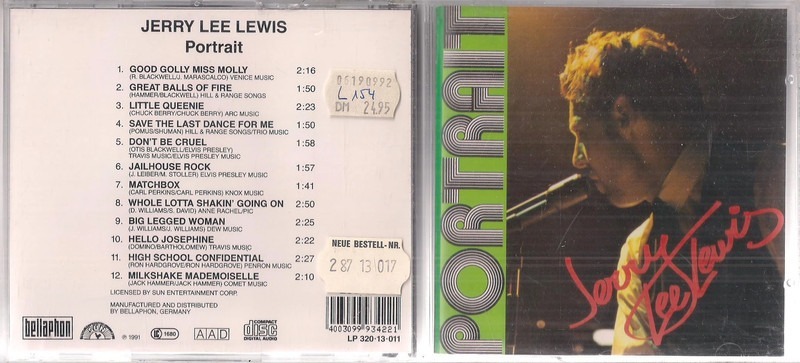 JERRY LEE LEWIS
Portrait
1. GOOD GOLLY MISS MOLLY 2:16
(R. BLACKWELL/J. MARASCALCO) VENICE MUSIC
2. GREAT BALLS OF FIRE 1:50
(HAMMER/BLACKWELL) HILL & RANGE SONGS
3. LITTLE QUEENIE 2:23
(CHUCK BERRY/CHUCK BERRY) ARC MUSIC
4. SAVE THE LAST DANCE FOR ME 1:50
(POMUS/SHUMAN) HILL & RANGE SONGS/TRIO MUSIC
5. DON'T BE CRUEL 1:58
(OTIS BLACKWELL/ELVIS PRESLEY)
TRAVIS MUSIC/ELVIS PRESLEY MUSIC
6. JAILHOUSE ROCK 1:57
(J. LEIBER/M. STOLLER) ELVIS PRESLEY MUSIC
7. MATCHBOX 1:41
(CARL PERKINS/CARL PERKINS) KNOX MUSIC
8. WHOLE LOTTA SHAKIN' GOING ON 2:50
(D. WILLIAMS/S. DAVID) ANNE RACHEL/PIC
9. BIG LEGGED WOMAN 2:25
(J. WILLIAMS/J. WILLIAMS) DEW MUSIC
10. HELLO JOSEPHINE 2:22
(DOMINO/BARTHOLOMEW) TRAVIS MUSIC
11. HIGH SCHOOL CONFIDENTIAL 2:27
(RON HARDGROVE/RON HARDGROVE) PENRON MUSIC
12. MILKSHAKE MADEMOISELLE 2:10
(JACK HAMMER/JACK HAMMER) COMET MUSIC
LICENSED BY SUN ENTERTAINMENT CORP.
MANUFACTURED AND DISTRIBUTED
BY BELLAPHON, GERMANY
06190992
L 154
DM 24.95
NEUE BESTELL-NR.
287 13 017
bellaphon
℗ 1991
1680
AAD
COMPACT
disc
DIGITAL AUDIO
4003099 934221
LP 320·13·011
PORTRAIT
Jerry
Lee Lewis